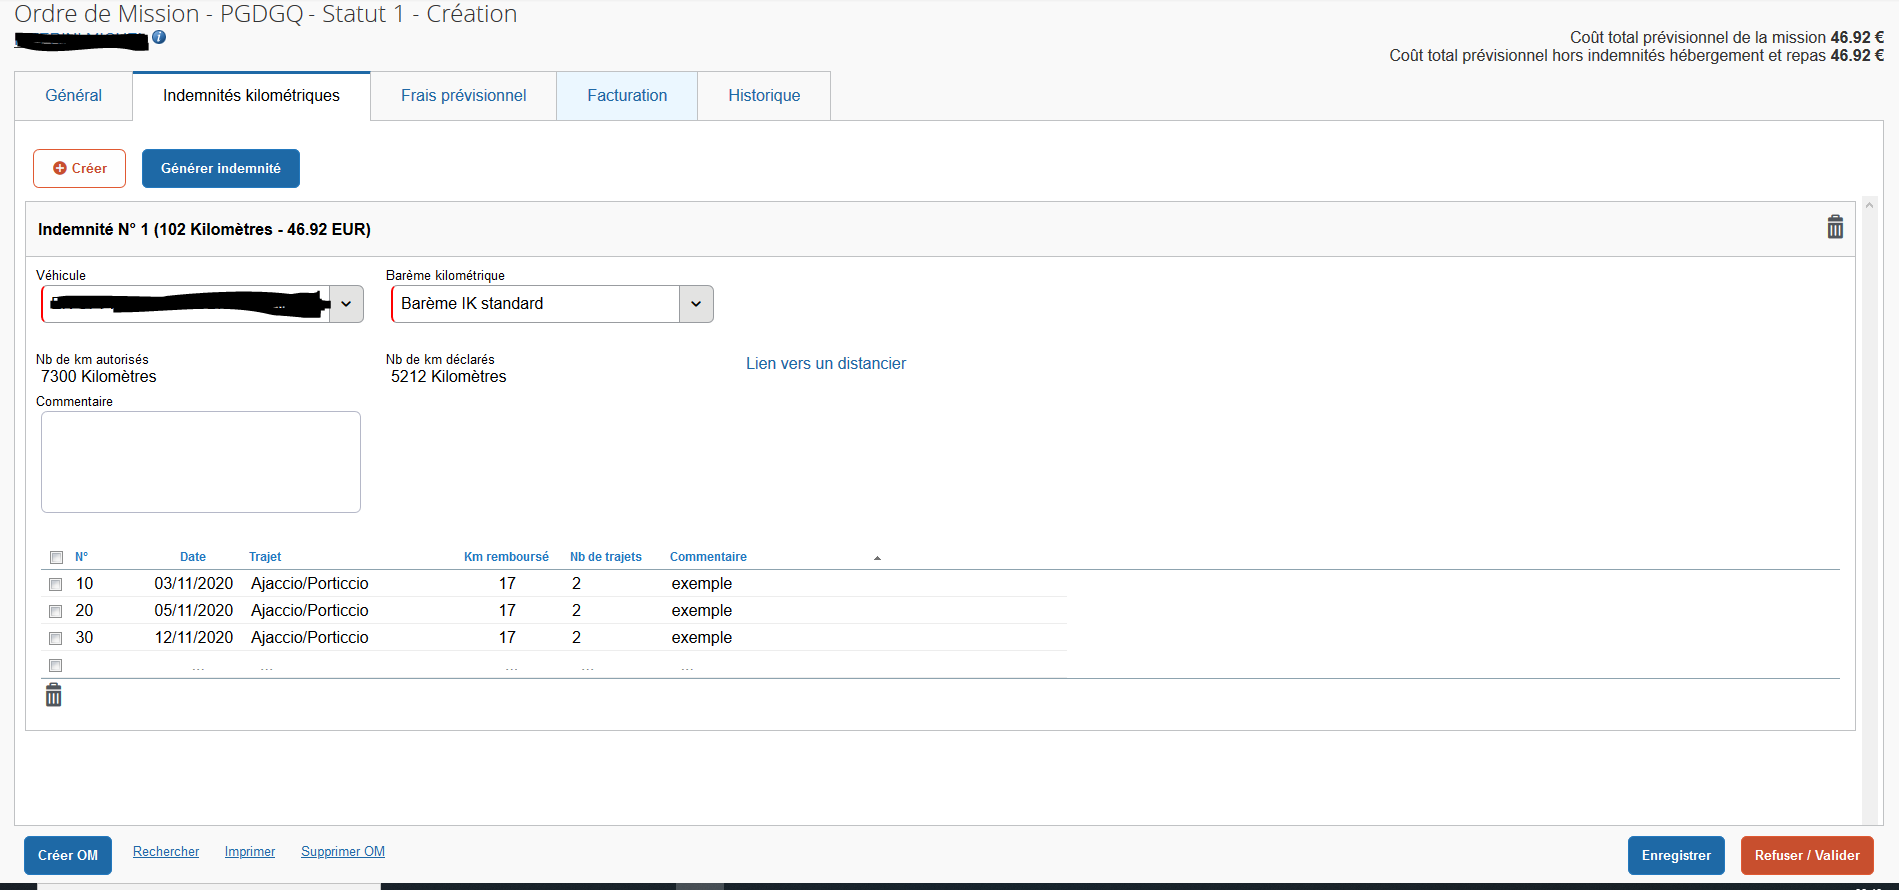 Ordre de Mission - PGDGQ - Statut 1 - Création
Coût total prévisionnel de la mission 46.92 €
Coût total prévisionnel hors indemnités hébergement et repas 46.92 €
Général Indemnités kilométriques Frais prévisionnel Facturation Historique
Créer Générer indemnité
Indemnité N° 1 (102 Kilomètres - 46.92 EUR)
Véhicule Barème kilométrique
Barème IK standard
Nb de km autorisés Nb de km déclarés
7300 Kilomètres 5212 Kilomètres Lien vers un distancier
Commentaire
N° Date Trajet Km remboursé Nb de trajets Commentaire
10 03/11/2020 Ajaccio/Porticcio 17 2 exemple
20 05/11/2020 Ajaccio/Porticcio 17 2 exemple
30 12/11/2020 Ajaccio/Porticcio 17 2 exemple
... ... ... ... ...
Créer OM Rechercher Imprimer Supprimer OM Enregistrer Refuser / Valider